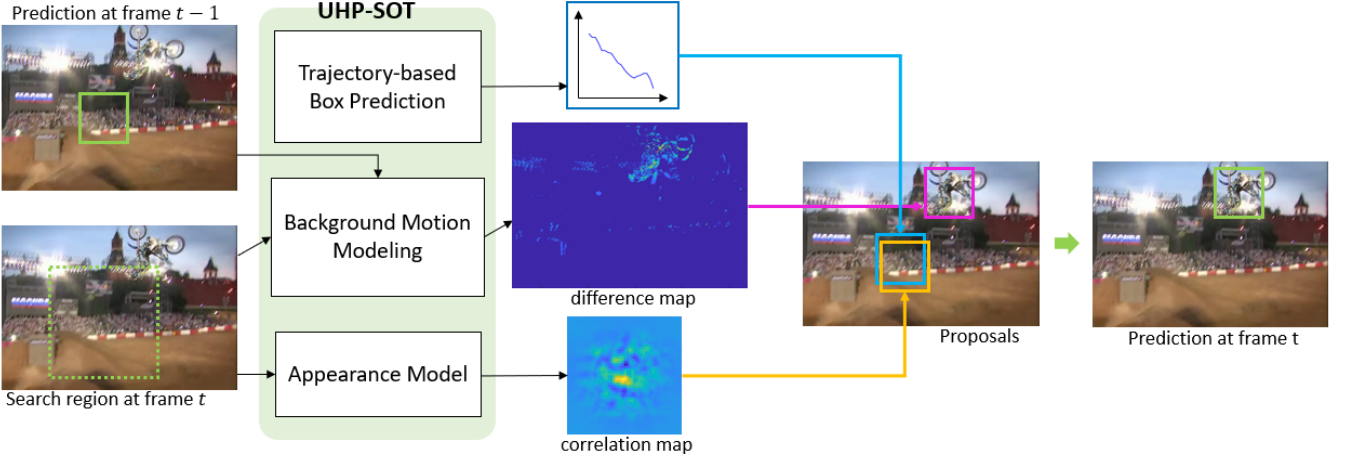 Prediction at frame t − 1
UHP-SOT
Trajectory-based
Box Prediction
Background Motion
Modeling
difference map
Proposals
Prediction at frame t
Appearance Model
Search region at frame t
correlation map